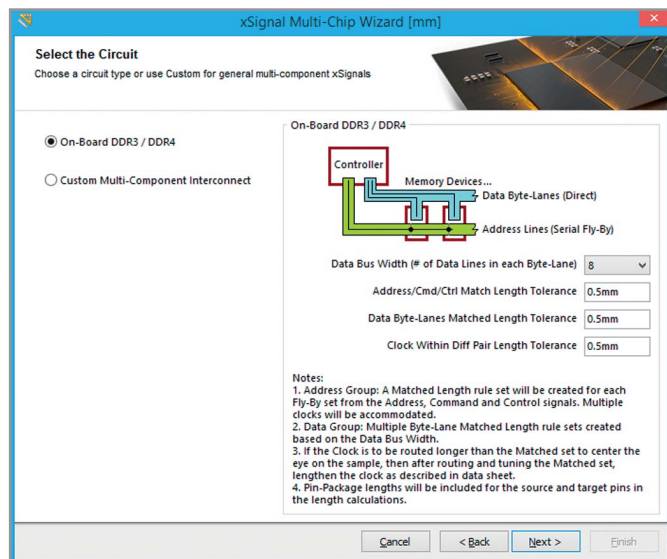 xSignal Multi-Chip Wizard [mm]
Select the Circuit
Choose a circuit type or use Custom for general multi-component xSignals
On-Board DDR3 / DDR4
Custom Multi-Component Interconnect
On-Board DDR3 / DDR4
Controller
Memory Devices...
Data Byte-Lanes (Direct)
Address Lines (Serial Fly-By)
Data Bus Width (# of Data Lines in each Byte-Lane) 8
Address/Cmd/Ctrl Match Length Tolerance 0.5mm
Data Byte-Lanes Matched Length Tolerance 0.5mm
Clock Within Diff Pair Length Tolerance 0.5mm
Notes:
1. Address Group: A Matched Length rule set will be created for each
Fly-By set from the Address, Command and Control signals. Multiple
clocks will be accommodated.
2. Data Group: Multiple Byte-Lane Matched Length rule sets created
based on the Data Bus Width.
3. If the Clock is to be routed longer than the Matched set to center the
eye on the sample, then after routing and tuning the Matched set,
lengthen the clock as described in data sheet.
4. Pin-Package lengths will be included for the source and target pins in
the length calculations.
Cancel < Back Next > Finish